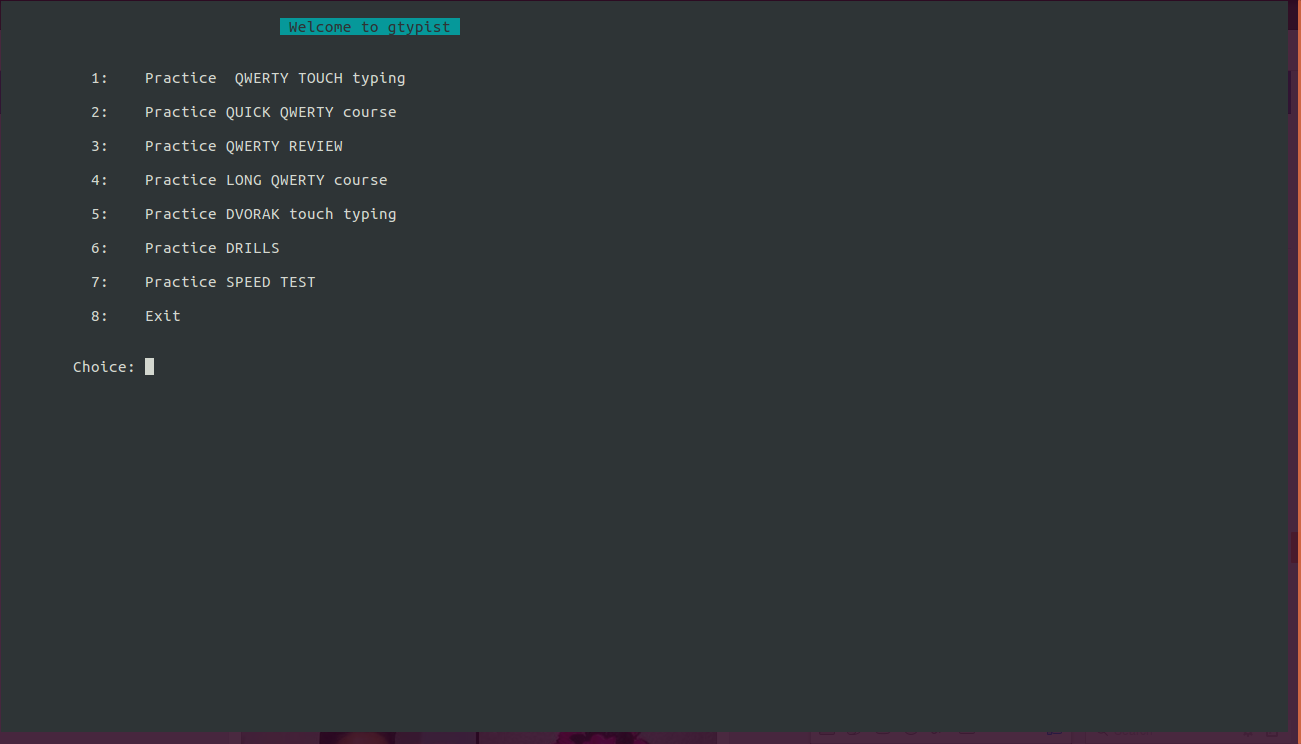 Welcome to gtypist
1: Practice  QWERTY TOUCH typing
2: Practice QUICK QWERTY course
3: Practice QWERTY REVIEW
4: Practice LONG QWERTY course
5: Practice DVORAK touch typing
6: Practice DRILLS
7: Practice SPEED TEST
8: Exit
Choice: